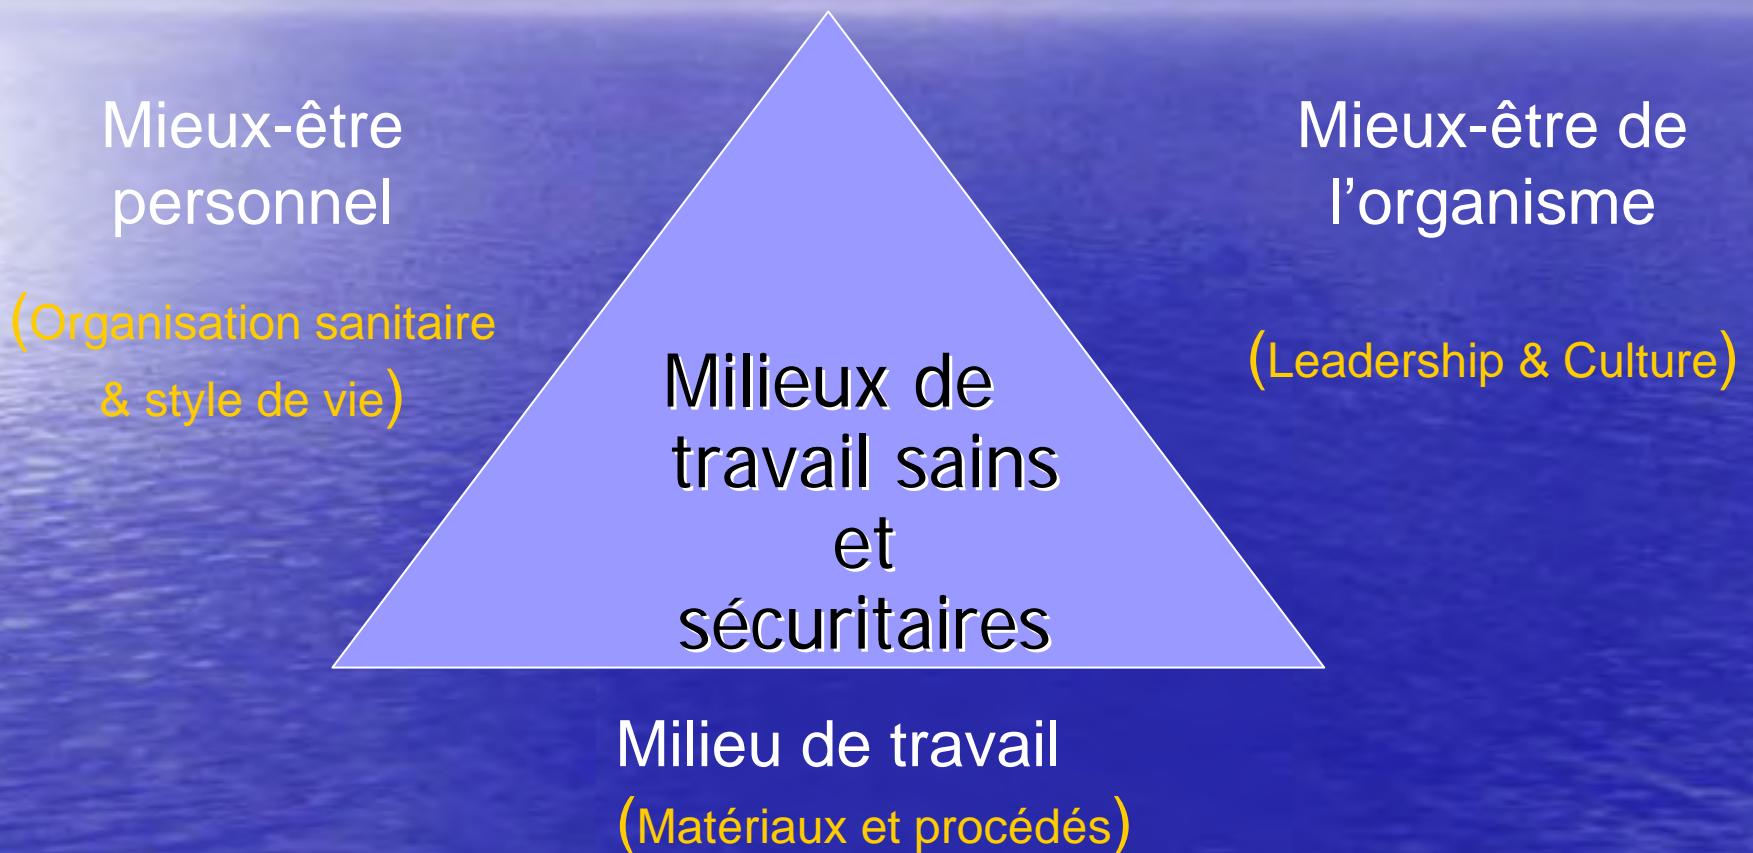 Mieux-être
personnel
(Organisation sanitaire
& style de vie)
Mieux-être de
l’organisme
(Leadership & Culture)
Milieux de
travail sains
et
sécuritaires
Milieu de travail
(Matériaux et procédés)